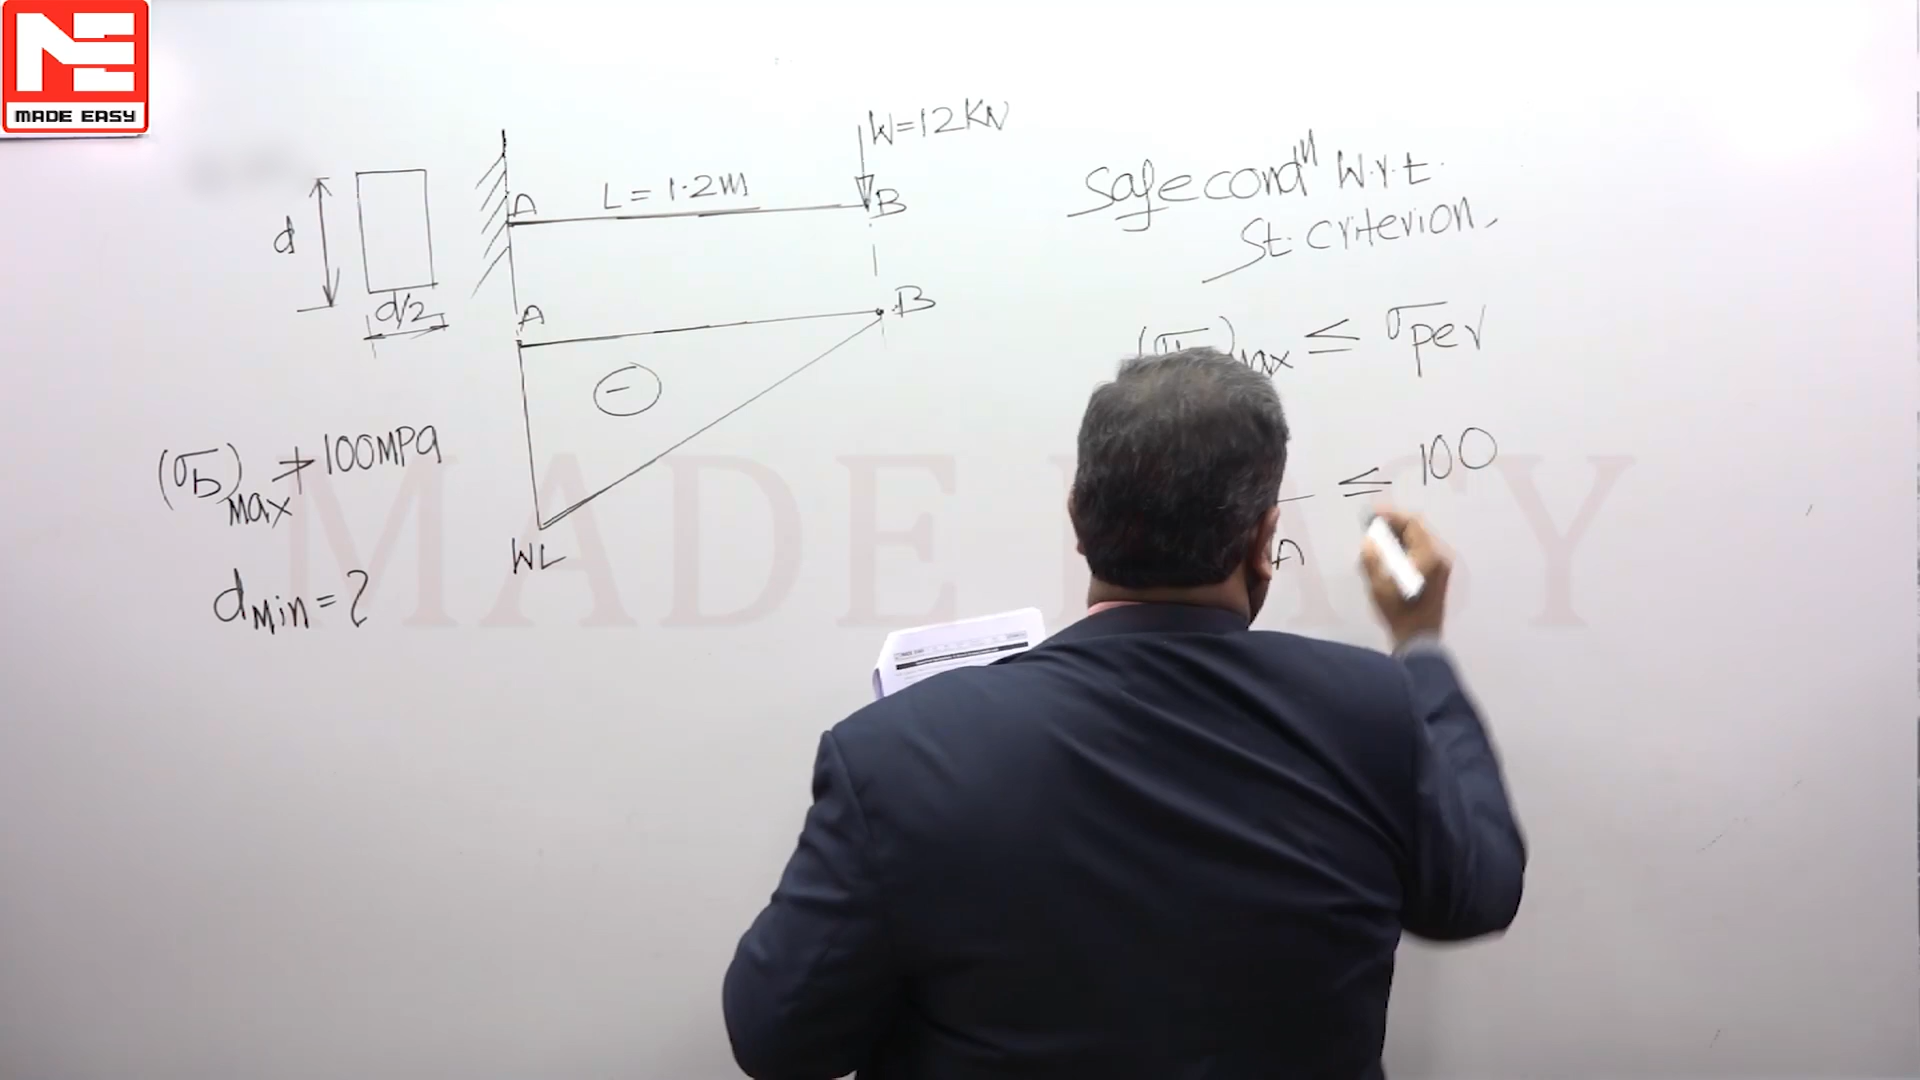 MADE EASY
W=12KN
L=1.2m
A
B
d
d/2
A
B
WL
(σb)max ≯ 100MPa
dmin=?
Safe condⁿ w.r.t.
St. criterion,
max ≤ σper
A ≤ 100
MADE EASY